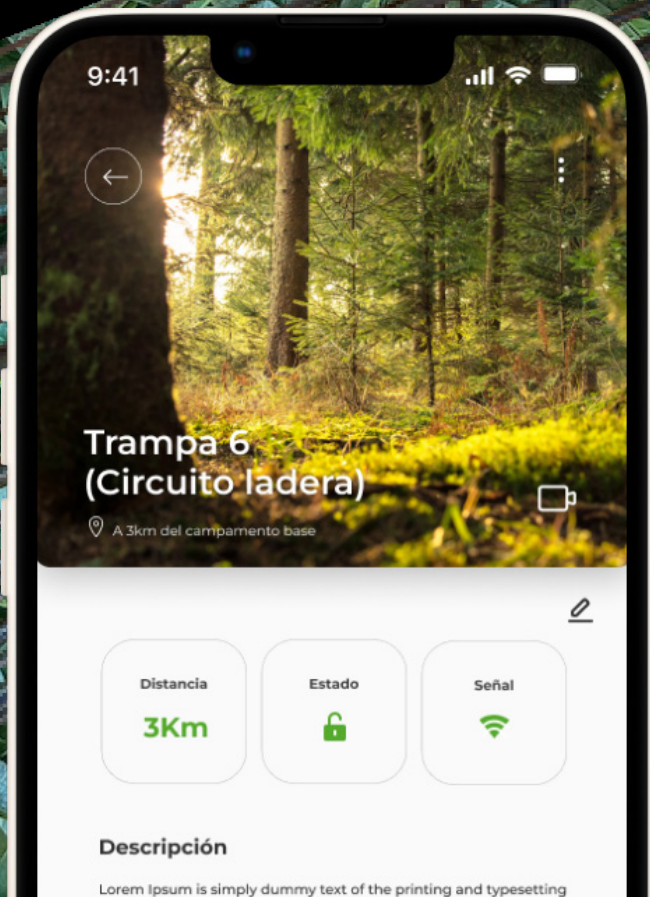 9:41
Trampa 6
(Circuito ladera)
A 3km del campamento base
Distancia
3Km
Estado
Señal
Descripción
Lorem Ipsum is simply dummy text of the printing and typesetting